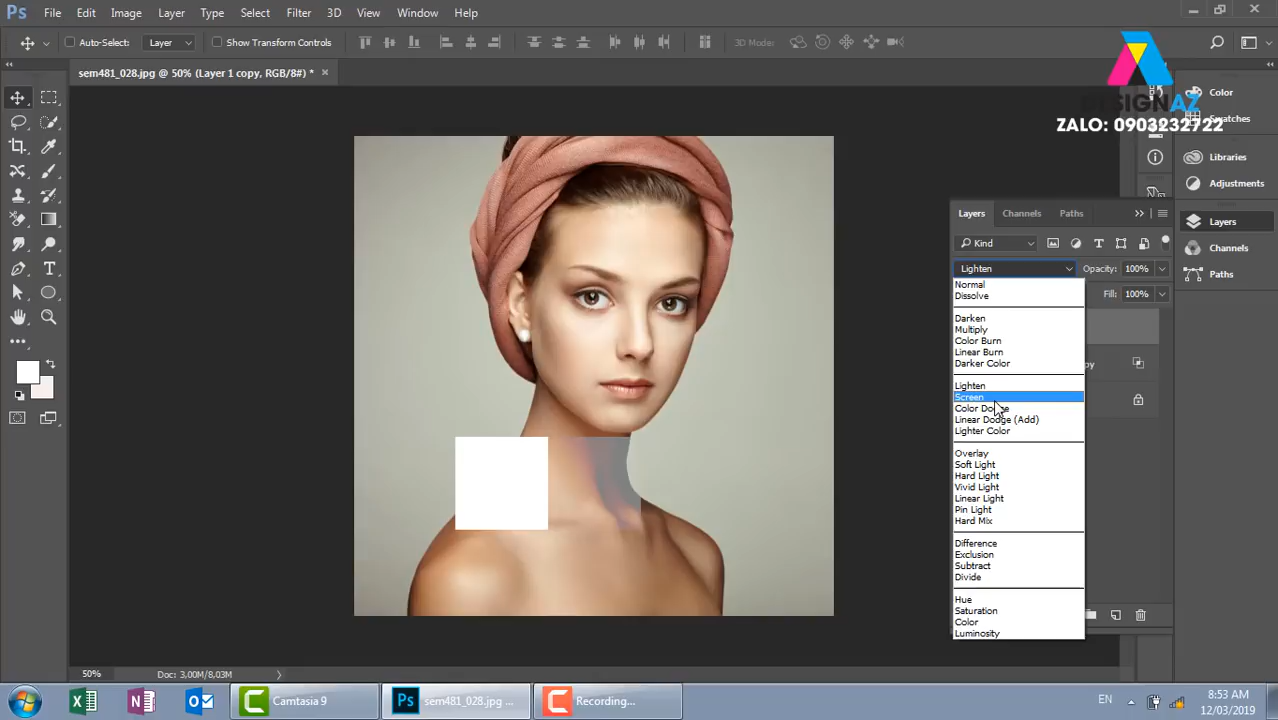 Ps File Edit Image Layer Type Select Filter 3D View Window Help
Auto-Select: Layer Show Transform Controls 3D Mode:
sem481_028.jpg @ 50% (Layer 1 copy, RGB/8#) *
AZ
ZALO: 0903232722
Color
Swatches
Libraries
Adjustments
Layers
Channels
Paths
Layers Channels Paths
Kind
Lighten Opacity: 100%
Fill: 100%
Normal
Dissolve
Darken
Multiply
Color Burn
Linear Burn
Darker Color
Lighten
Screen
Color Dodge
Linear Dodge (Add)
Lighter Color
Overlay
Soft Light
Hard Light
Vivid Light
Linear Light
Pin Light
Hard Mix
Difference
Exclusion
Subtract
Divide
Hue
Saturation
Color
Luminosity
50% Doc: 3,00M/8,03M
Camtasia 9
Ps sem481_028.jpg ...
Recording...
EN
8:53 AM
12/03/2019